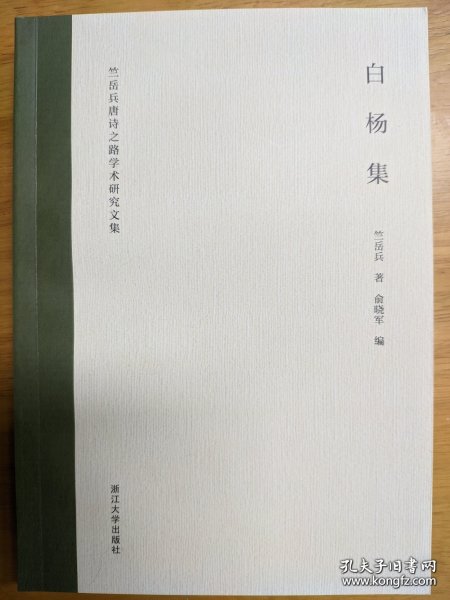 白杨集
竺岳兵 著 俞晓军 编
竺岳兵唐诗之路学术研究文集
浙江大学出版社
孔夫子旧书网
www.kongfz.com